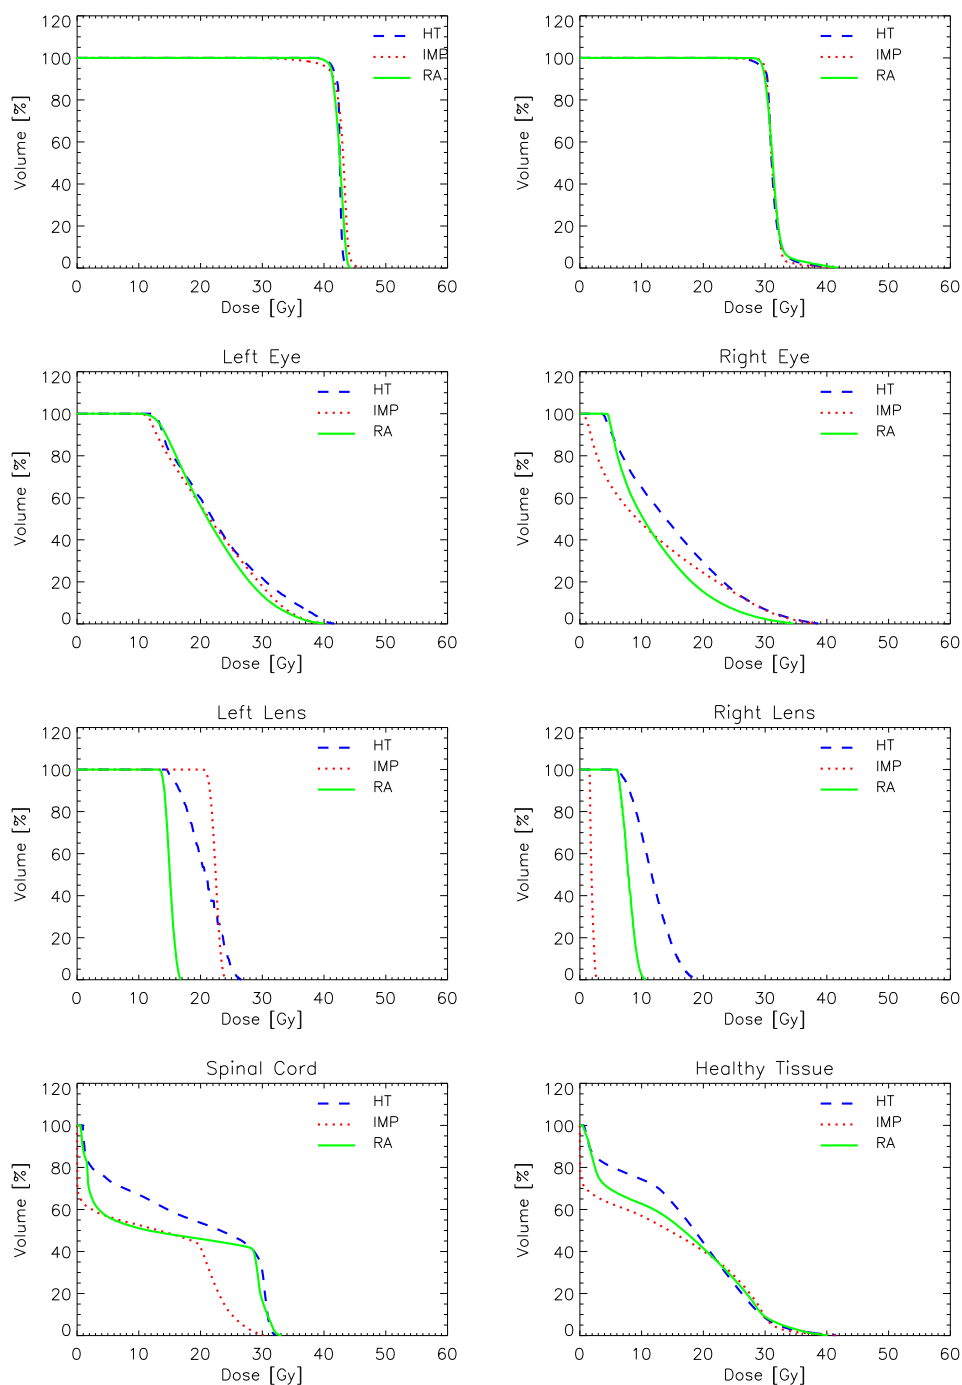 120
100
80
60
40
20
0
Volume [%]
HT
IMP
RA
0 10 20 30 40 50 60
Dose [Gy]
120
100
80
60
40
20
0
Volume [%]
HT
IMP
RA
0 10 20 30 40 50 60
Dose [Gy]
Left Eye
120
100
80
60
40
20
0
Volume [%]
HT
IMP
RA
0 10 20 30 40 50 60
Dose [Gy]
Right Eye
120
100
80
60
40
20
0
Volume [%]
HT
IMP
RA
0 10 20 30 40 50 60
Dose [Gy]
Left Lens
120
100
80
60
40
20
0
Volume [%]
HT
IMP
RA
0 10 20 30 40 50 60
Dose [Gy]
Right Lens
120
100
80
60
40
20
0
Volume [%]
HT
IMP
RA
0 10 20 30 40 50 60
Dose [Gy]
Spinal Cord
120
100
80
60
40
20
0
Volume [%]
HT
IMP
RA
0 10 20 30 40 50 60
Dose [Gy]
Healthy Tissue
120
100
80
60
40
20
0
Volume [%]
HT
IMP
RA
0 10 20 30 40 50 60
Dose [Gy]